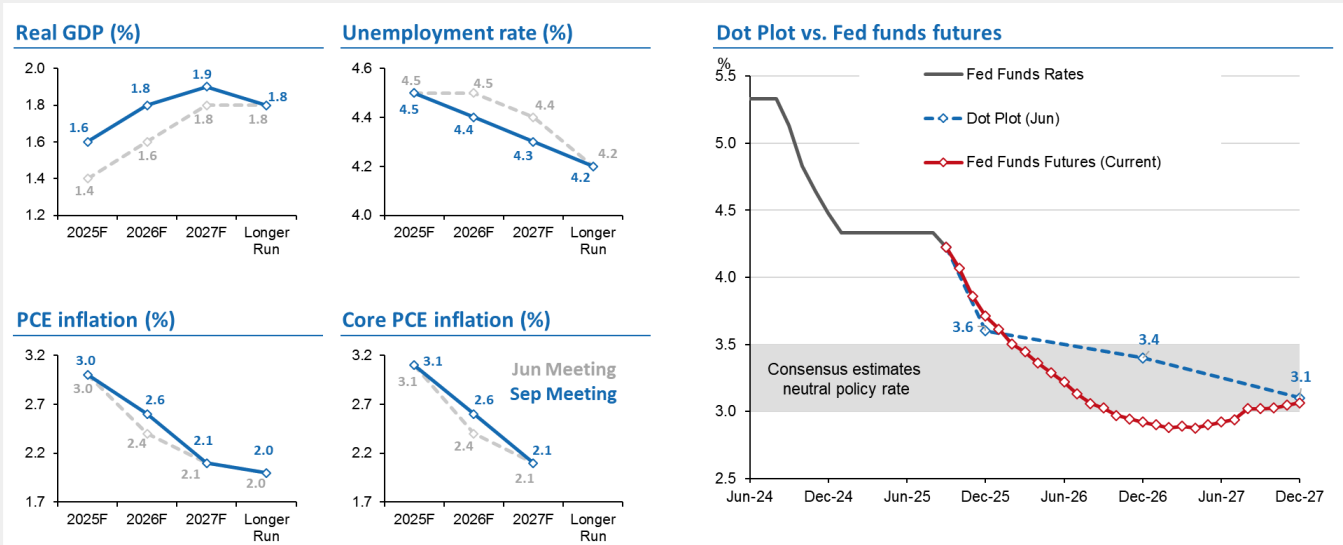 Real GDP (%)
2.0
1.8
1.6
1.4
1.2
1.6
1.8
1.9
1.8
1.4
1.6
1.8
1.8
2025F
2026F
2027F
Longer
Run
Unemployment rate (%)
4.6
4.4
4.2
4.0
4.5
4.5
4.4
4.2
4.5
4.4
4.3
4.2
2025F
2026F
2027F
Longer
Run
PCE inflation (%)
3.2
2.7
2.2
1.7
3.0
2.6
2.1
2.0
3.0
2.4
2.1
2.0
2025F
2026F
2027F
Longer
Run
Core PCE inflation (%)
3.2
2.7
2.2
1.7
3.1
2.6
2.1
3.1
2.4
2.1
Jun Meeting
Sep Meeting
2025F
2026F
2027F
Longer
Run
Dot Plot vs. Fed funds futures
%
5.5
5.0
4.5
4.0
3.5
3.0
2.5
Fed Funds Rates
Dot Plot (Jun)
Fed Funds Futures (Current)
3.6
3.4
3.1
Consensus estimates
neutral policy rate
Jun-24
Dec-24
Jun-25
Dec-25
Jun-26
Dec-26
Jun-27
Dec-27